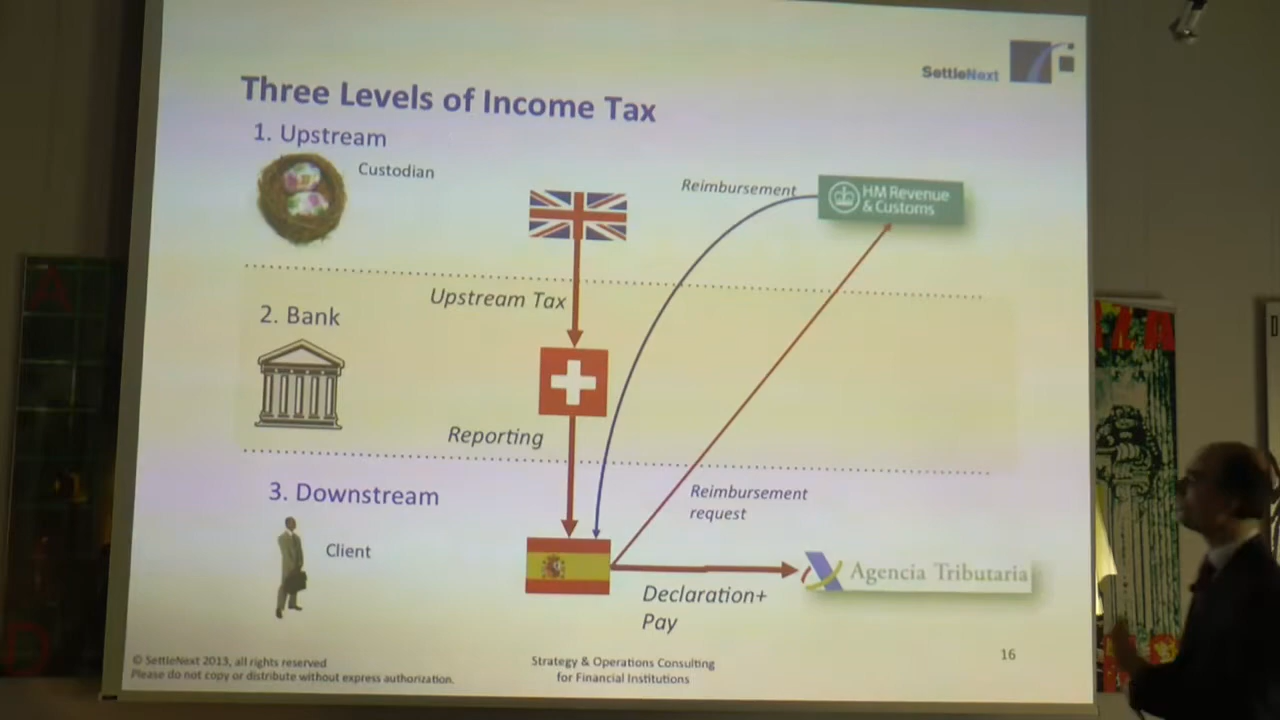 SettleNext
Three Levels of Income Tax
1. Upstream
Custodian
Reimbursement
HM Revenue
& Customs
Upstream Tax
2. Bank
Reporting
3. Downstream
Reimbursement
request
Client
Agencia Tributaria
Declaration+
Pay
© SettleNext 2013, all rights reserved
Please do not copy or distribute without express authorization.
Strategy & Operations Consulting
for Financial Institutions
16